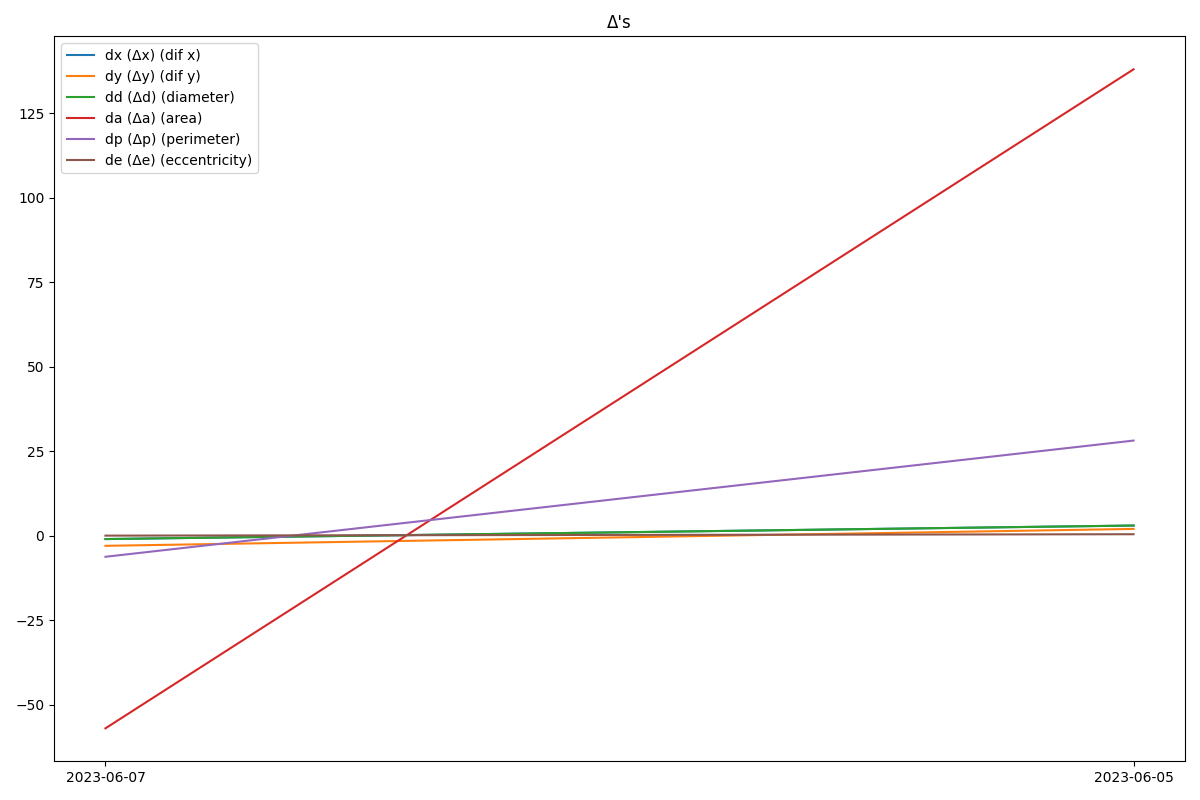 Δ's
dx (Δx) (dif x)
dy (Δy) (dif y)
dd (Δd) (diameter)
da (Δa) (area)
dp (Δp) (perimeter)
de (Δe) (eccentricity)
125
100
75
50
25
0
−25
−50
2023-06-07
2023-06-05